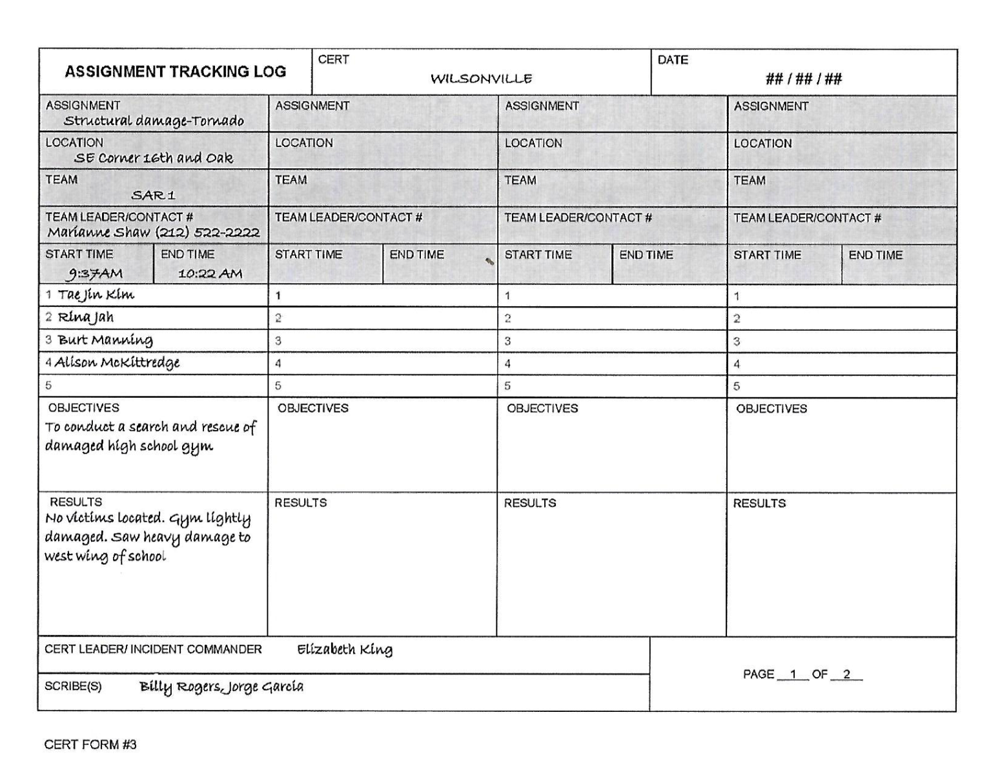 ASSIGNMENT TRACKING LOG
CERT
WILSONVILLE
DATE
## / ## / ##
ASSIGNMENT
Structural damage-Tornado
ASSIGNMENT
ASSIGNMENT
ASSIGNMENT
LOCATION
SE Corner 16th and Oak
LOCATION
LOCATION
LOCATION
TEAM
SAR 1
TEAM
TEAM
TEAM
TEAM LEADER/CONTACT #
Marianne Shaw (212) 522-2222
TEAM LEADER/CONTACT #
TEAM LEADER/CONTACT #
TEAM LEADER/CONTACT #
START TIME
9:37AM
END TIME
10:22 AM
START TIME
END TIME
START TIME
END TIME
START TIME
END TIME
1 TaeJin Kim
1
1
1
2 Rina Jah
2
2
2
3 Burt Manning
3
3
3
4 Alison McKittredge
4
4
4
5
5
5
5
OBJECTIVES
To conduct a search and rescue of
damaged high school gym
OBJECTIVES
OBJECTIVES
OBJECTIVES
RESULTS
No victims located. Gym lightly
damaged. Saw heavy damage to
west wing of school
RESULTS
RESULTS
RESULTS
CERT LEADER/ INCIDENT COMMANDER Elizabeth King
SCRIBE(S) Billy Rogers, Jorge Garcia
PAGE 1 OF 2
CERT FORM #3